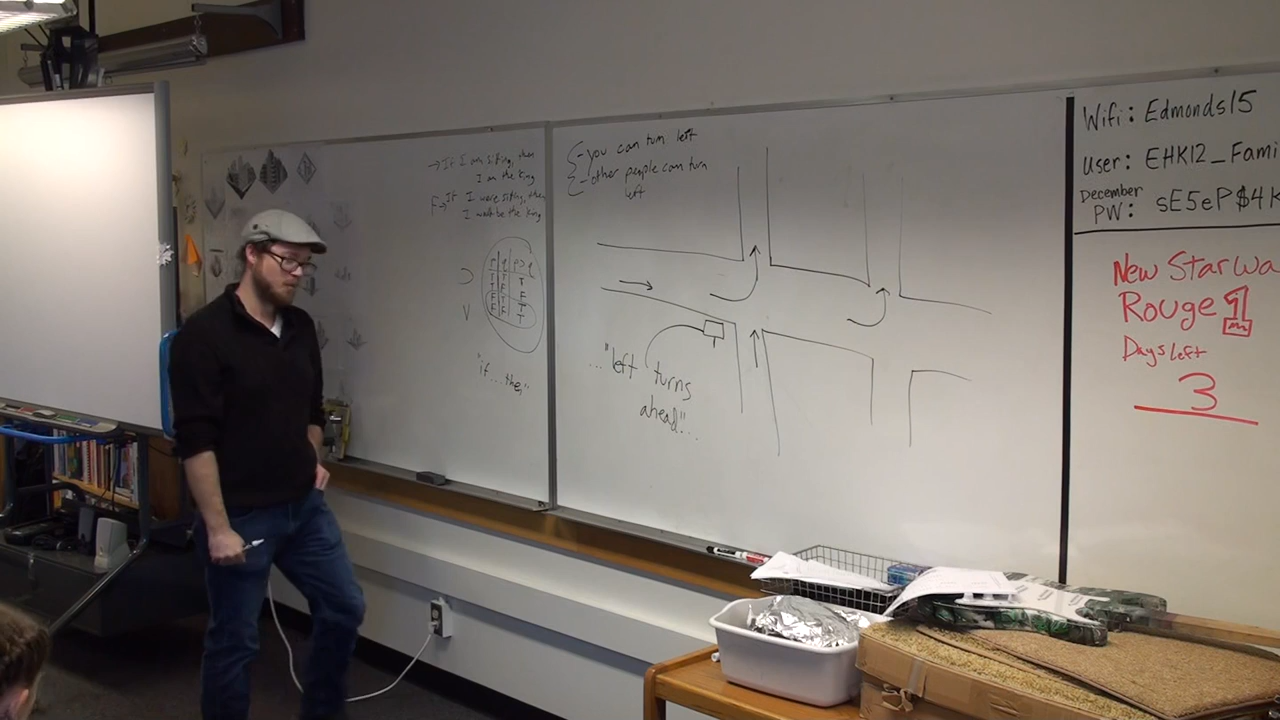 → If I am sitting, then
I am the king
F→ If I were sitting, then
I would be the king
p q p⊃q
T T T
T F F
F T T
F F T
⊃
V
"if...then"
- you can turn left
- other people can turn
left
..."left turns
ahead"...
Wifi: Edmonds15
User: EHK12_Fami
December
PW: sE5eP$4K
New Star Wa
Rouge 1
Days left
3